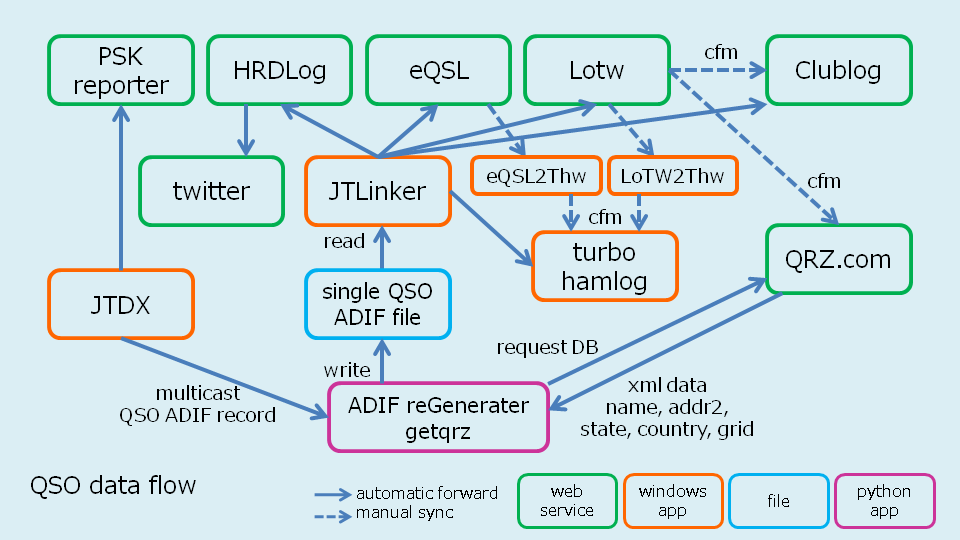 PSK
reporter
HRDLog
eQSL
Lotw
cfm
Clublog
twitter
JTLinker
eQSL2Thw
LoTW2Thw
cfm
cfm
read
turbo
hamlog
QRZ.com
JTDX
single QSO
ADIF file
request DB
write
multicast
QSO ADIF record
ADIF reGenerater
getqrz
xml data
name, addr2,
state, country, grid
QSO data flow
automatic forward
manual sync
web
service
windows
app
file
python
app